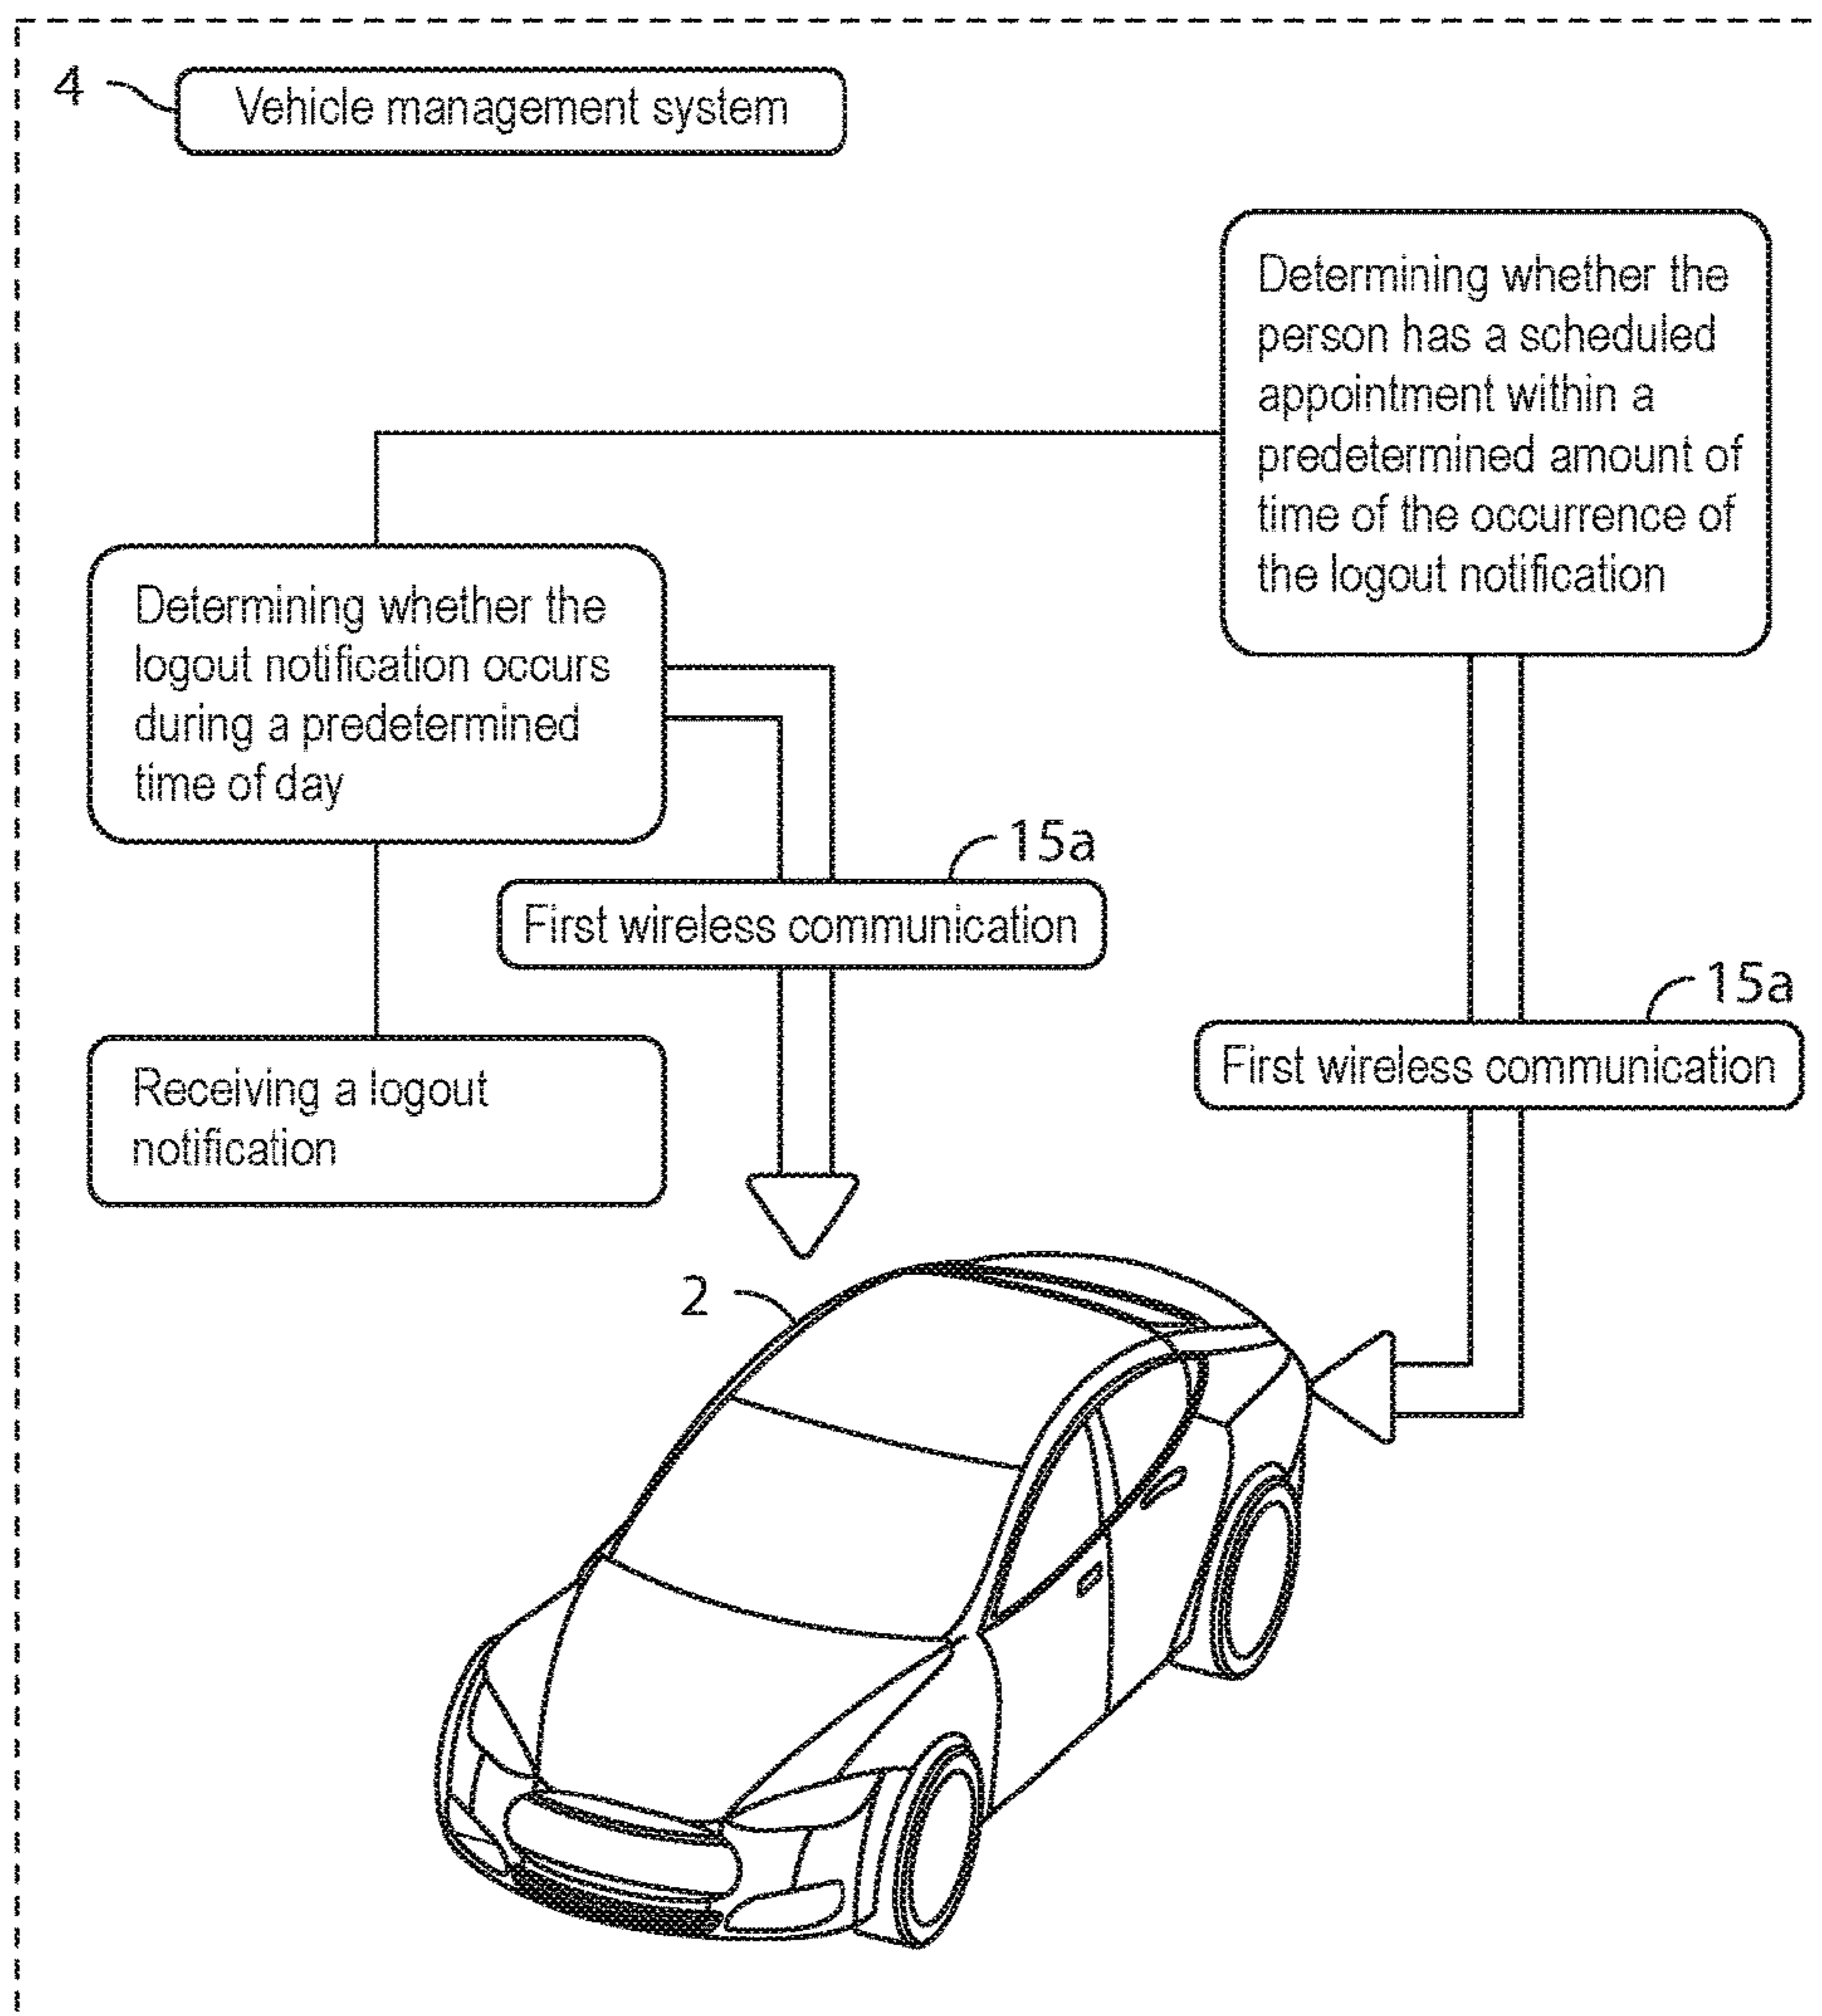 4
Vehicle management system
Determining whether the
person has a scheduled
appointment within a
predetermined amount of
time of the occurrence of
the logout notification
Determining whether the
logout notification occurs
during a predetermined
time of day
15a
First wireless communication
15a
First wireless communication
Receiving a logout
notification
2